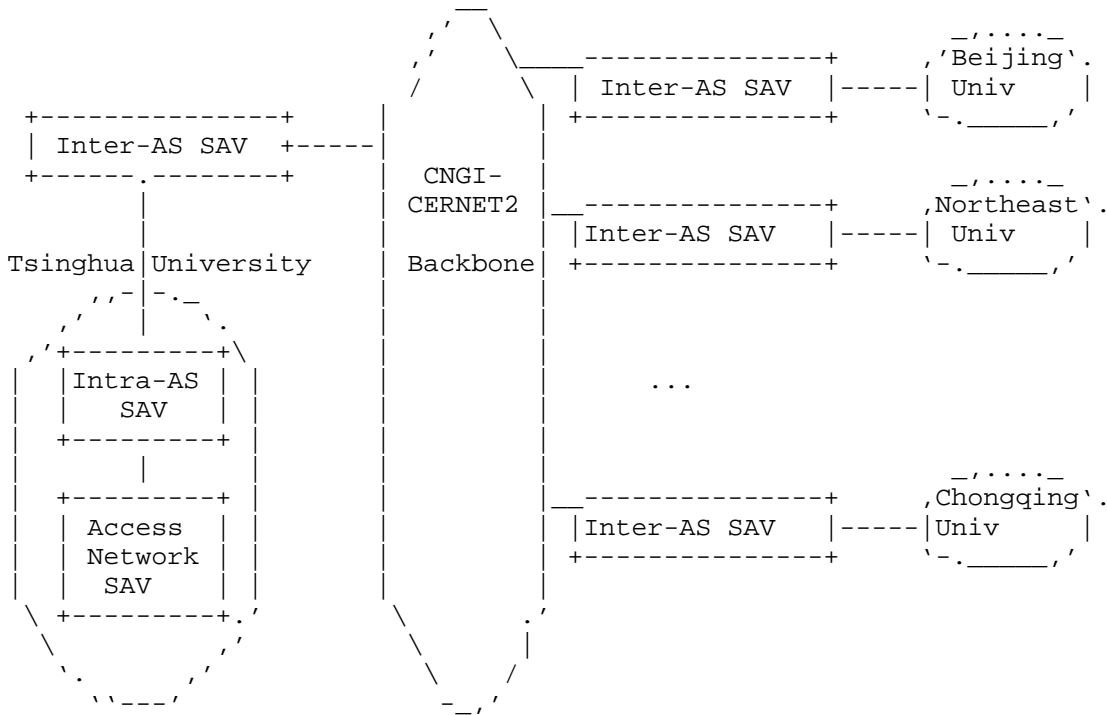 Beijing
Inter-AS SAV Univ
Inter-AS SAV
CNGI-
CERNET2 Northeast
Inter-AS SAV Univ
Tsinghua University Backbone
Intra-AS ...
SAV
Chongqing
Access Inter-AS SAV Univ
Network
SAV